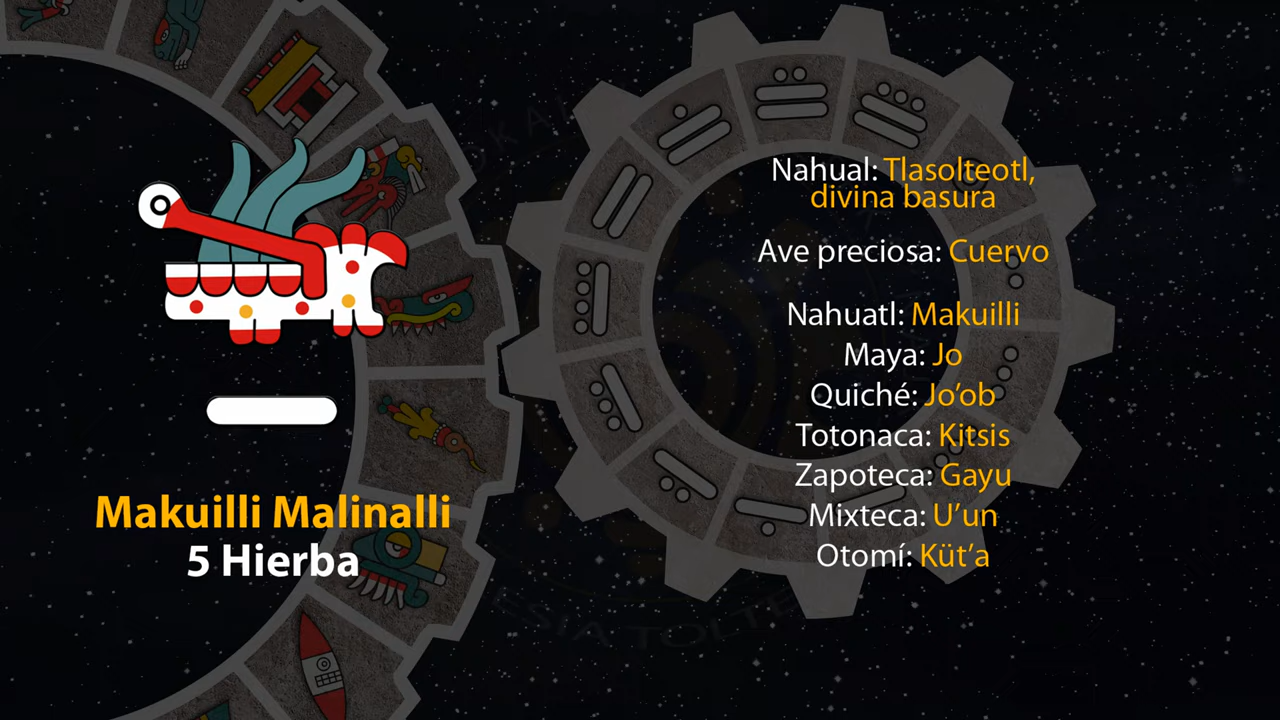 Nahual: Tlasolteotl,
divina basura
Ave preciosa: Cuervo
Nahuatl: Makuilli
Maya: Jo
Quiché: Jo’ob
Totonaca: Kitsis
Zapoteca: Gayu
Mixteca: U’un
Otomí: Küt’a
Makuilli Malinalli
5 Hierba